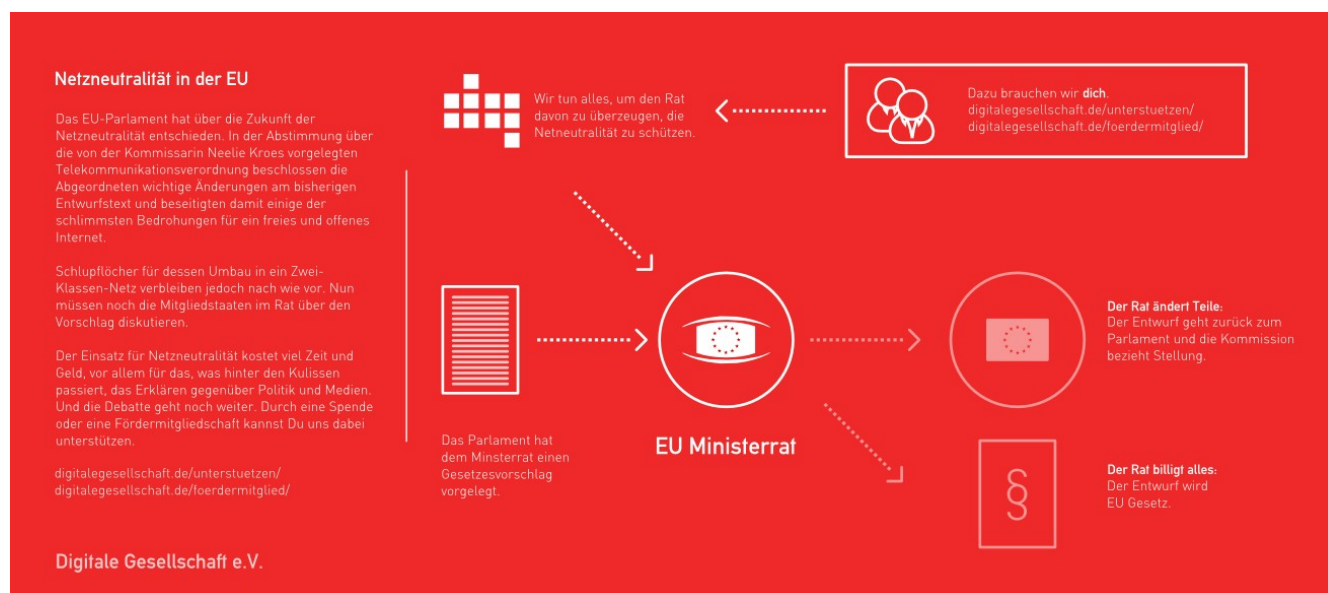 Netzneutralität in der EU
Das EU-Parlament hat über die Zukunft der
Netzneutralität entschieden. In der Abstimmung über
die von der Kommissarin Neelie Kroes vorgelegten
Telekommunikationsverordnung beschlossen die
Abgeordneten wichtige Änderungen am bisherigen
Entwurfstext und beseitigten damit einige der
schlimmsten Bedrohungen für ein freies und offenes
Internet.
Schlupflöcher für dessen Umbau in ein Zwei-
Klassen-Netz verbleiben jedoch nach wie vor. Nun
müssen noch die Mitgliedstaaten im Rat über den
Vorschlag diskutieren.
Der Einsatz für Netzneutralität kostet viel Zeit und
Geld, vor allem für das, was hinter den Kulissen
passiert, das Erklären gegenüber Politik und Medien.
Und die Debatte geht noch weiter. Durch eine Spende
oder eine Fördermitgliedschaft kannst Du uns dabei
unterstützen.
digitalegesellschaft.de/unterstuetzen/
digitalegesellschaft.de/foerdermitglied/
Digitale Gesellschaft e.V.
Wir tun alles, um den Rat
davon zu überzeugen, die
Netneutralität zu schützen.
Dazu brauchen wir dich.
digitalegesellschaft.de/unterstuetzen/
digitalegesellschaft.de/foerdermitglied/
Das Parlament hat
dem Minsterrat einen
Gesetzesvorschlag
vorgelegt.
EU Ministerrat
Der Rat ändert Teile:
Der Entwurf geht zurück zum
Parlament und die Kommission
bezieht Stellung.
§
Der Rat billigt alles:
Der Entwurf wird
EU Gesetz.